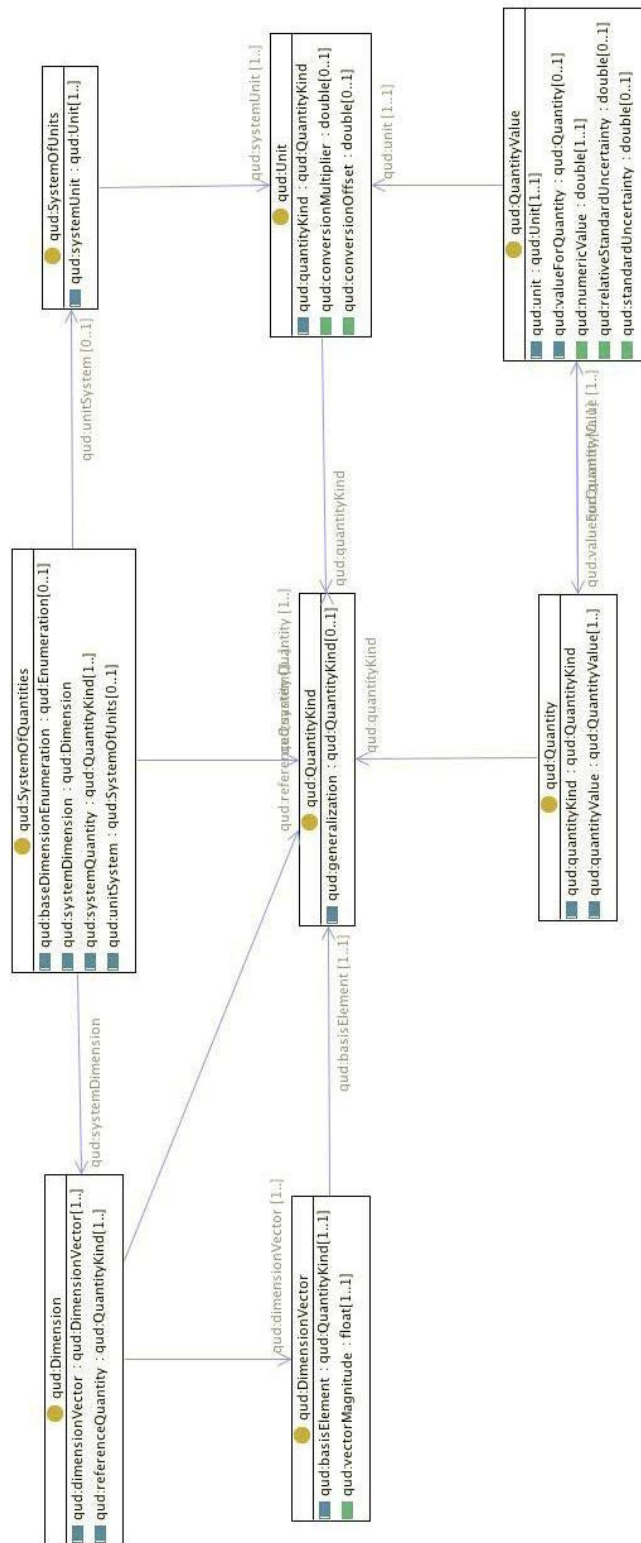 qud:Dimension
qud:dimensionVector : qud:DimensionVector[1..]
qud:referenceQuantity : qud:QuantityKind[1..]
qud:systemDimension
qud:SystemOfQuantities
qud:baseDimensionEnumeration : qud:Enumeration[0..1]
qud:systemDimension : qud:Dimension
qud:systemQuantity : qud:QuantityKind[1..]
qud:unitSystem : qud:SystemOfUnits[0..1]
qud:unitSystem [0..1]
qud:SystemOfUnits
qud:systemUnit : qud:Unit[1..]
qud:dimensionVector [1..]
qud:systemUnit [1..]
qud:DimensionVector
qud:basisElement : qud:QuantityKind[1..1]
qud:vectorMagnitude : float[1..1]
qud:basisElement [1..1]
qud:QuantityKind
qud:generalization : qud:QuantityKind[0..1]
qud:quantityKind
qud:Unit
qud:quantityKind : qud:QuantityKind
qud:conversionMultiplier : double[0..1]
qud:conversionOffset : double[0..1]
qud:quantityKind
qud:unit [1..1]
qud:Quantity
qud:quantityKind : qud:QuantityKind
qud:quantityValue : qud:QuantityValue[1..]
qud:QuantityValue
qud:unit : qud:Unit[1..1]
qud:valueForQuantity : qud:Quantity[0..1]
qud:numericValue : double[1..1]
qud:relativeStandardUncertainty : double[0..1]
qud:standardUncertainty : double[0..1]